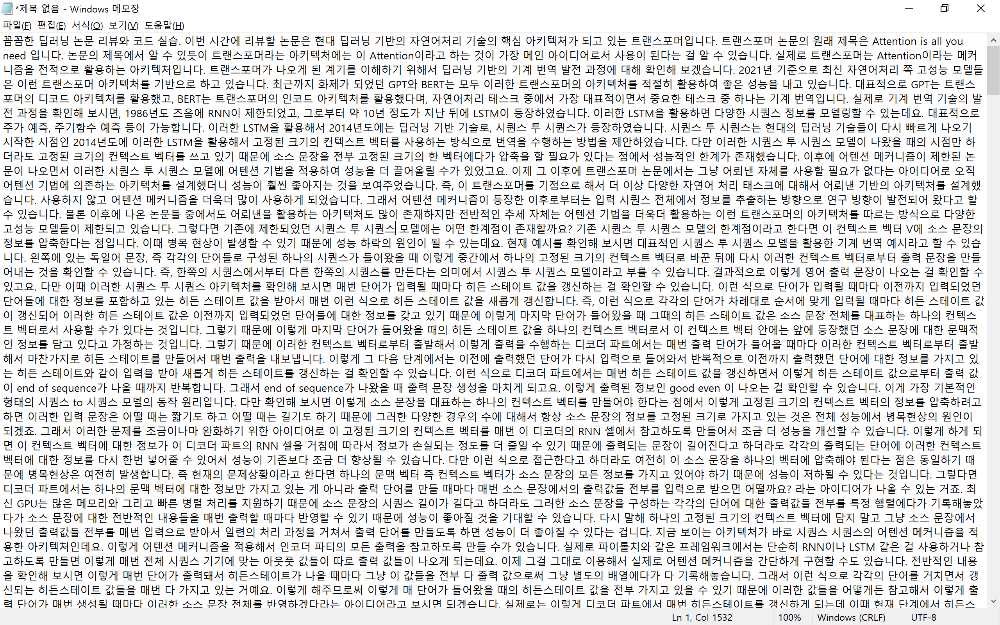 *제목 없음 - Windows 메모장
파일(F) 편집(E) 서식(O) 보기(V) 도움말(H)
꼼꼼한 딥러닝 논문 리뷰와 코드 실습. 이번 시간에 리뷰할 논문은 현대 딥러닝 기반의 자연어처리 기술의 핵심 아키텍처가 되고 있는 트랜스포머입니다. 트랜스포머 논문의 원래 제목은 Attention is all you
need 입니다. 논문의 제목에서 알 수 있듯이 트랜스포머라는 아키텍처에는 이 Attention이라고 하는 것이 가장 메인 아이디어로서 사용이 된다는 걸 알 수 있습니다. 실제로 트랜스포머는 Attention이라는 메커
니즘을 전적으로 활용하는 아키텍처입니다. 트랜스포머가 나오게 된 계기를 이해하기 위해서 딥러닝 기반의 기계 번역 발전 과정에 대해 확인해 보겠습니다. 2021년 기준으로 최신 자연어처리 쪽 고성능 모델들
은 이런 트랜스포머 아키텍처를 기반으로 하고 있습니다. 최근까지 화제가 되었던 GPT와 BERT는 모두 이러한 트랜스포머의 아키텍처를 적절히 활용하여 좋은 성능을 내고 있습니다. 대표적으로 GPT는 트랜스
포머의 디코드 아키텍처를 활용했고, BERT는 트랜스포머의 인코드 아키텍처를 활용했다며, 자연어처리 테스크 중에서 가장 대표적이면서 중요한 테스크 중 하나는 기계 번역입니다. 실제로 기계 번역 기술의 발
전 과정을 확인해 보시면, 1986년도 즈음에 RNN이 제한되었고, 그로부터 약 10년 정도가 지난 뒤에 LSTM이 등장하였습니다. 이러한 LSTM을 활용하면 다양한 시퀀스 정보를 모델링할 수 있는데요. 대표적으로
주가 예측, 주기함수 예측 등이 가능합니다. 이러한 LSTM을 활용해서 2014년도에는 딥러닝 기반 기술로, 시퀀스 투 시퀀스가 등장하였습니다. 시퀀스 투 시퀀스는 현대의 딥러닝 기술들이 다시 빠르게 나오기
시작한 시점인 2014년도에 이러한 LSTM을 활용해서 고정된 크기의 컨텍스트 벡터를 사용하는 방식으로 번역을 수행하는 방법을 제안하였습니다. 다만 이러한 시퀀스 투 시퀀스 모델이 나왔을 때의 시점만 하
더라도 고정된 크기의 컨텍스트 벡터를 쓰고 있기 때문에 소스 문장을 전부 고정된 크기의 한 벡터에다가 압축을 할 필요가 있다는 점에서 성능적인 한계가 존재했습니다. 이후에 어텐션 메커니즘이 제한된 논
문이 나오면서 이러한 시퀀스 투 시퀀스 모델에 어텐션 기법을 적용하여 성능을 더 끌어올릴 수가 있었고요. 이제 그 이후에 트랜스포머 논문에서는 그냥 어뢰낸 자체를 사용할 필요가 없다는 아이디어로 오직
어텐션 기법에 의존하는 아키텍처를 설계했더니 성능이 훨씬 좋아지는 것을 보여주었습니다. 즉, 이 트랜스포머를 기점으로 해서 더 이상 다양한 자연어 처리 태스크에 대해서 어뢰낸 기반의 아키텍처를 설계했
습니다. 사용하지 않고 어텐션 메커니즘을 더욱더 많이 사용하게 되었습니다. 그래서 어텐션 메커니즘이 등장한 이후로부터는 입력 시퀀스 전체에서 정보를 추출하는 방향으로 연구 방향이 발전되어 왔다고 할
수 있습니다. 물론 이후에 나온 논문들 중에서도 어뢰낸을 활용하는 아키텍처도 많이 존재하지만 전반적인 추세 자체는 어텐션 기법을 더욱더 활용하는 이런 트랜스포머의 아키텍처를 따르는 방식으로 다양한
고성능 모델들이 제한되고 있습니다. 그렇다면 기존에 제한되었던 시퀀스 투 시퀀스 모델에는 어떤 한계점이 존재할까요? 기존 시퀀스 투 시퀀스 모델의 한계점이라고 한다면 이 컨텍스트 벡터 V에 소스 문장의
정보를 압축한다는 점입니다. 이때 병목 현상이 발생할 수 있기 때문에 성능 하락의 원인이 될 수 있는데요. 현재 예시를 확인해 보시면 대표적인 시퀀스 투 시퀀스 모델을 활용한 기계 번역 예시라고 할 수 있습
니다. 왼쪽에 있는 독일어 문장, 즉 각각의 단어들로 구성된 하나의 시퀀스가 들어왔을 때 이렇게 중간에서 하나의 고정된 크기의 컨텍스트 벡터로 바꾼 뒤에 다시 이러한 컨텍스트 벡터로부터 출력 문장을 만들
어내는 것을 확인할 수 있습니다. 즉, 한쪽의 시퀀스에서부터 다른 한쪽의 시퀀스를 만든다는 의미에서 시퀀스 투 시퀀스 모델이라고 부를 수 있습니다. 결과적으로 이렇게 영어 출력 문장이 나오는 걸 확인할 수
있고요. 다만 이때 이러한 시퀀스 투 시퀀스 아키텍처를 확인해 보시면 매번 단어가 입력될 때마다 히든 스테이트 값을 갱신하는 걸 확인할 수 있습니다. 이런 식으로 단어가 입력될 때마다 이전까지 입력되었던
단어들에 대한 정보를 포함하고 있는 히든 스테이트 값을 받아서 매번 이런 식으로 히든 스테이트 값을 새롭게 갱신합니다. 즉, 이런 식으로 각각의 단어가 차례대로 순서에 맞게 입력될 때마다 히든 스테이트 값
이 갱신되어 이러한 히든 스테이트 값은 이전까지 입력되었던 단어들에 대한 정보를 갖고 있기 때문에 이렇게 마지막 단어가 들어왔을 때 그때의 히든 스테이트 값은 소스 문장 전체를 대표하는 하나의 컨텍스
트 벡터로서 사용할 수가 있다는 것입니다. 그렇기 때문에 이렇게 마지막 단어가 들어왔을 때의 히든 스테이트 값을 하나의 컨텍스트 벡터로서 이 컨텍스트 벡터 안에는 앞에 등장했던 소스 문장에 대한 문맥적
인 정보를 담고 있다고 가정하는 것입니다. 그렇기 때문에 이러한 컨텍스트 벡터로부터 출발해서 이렇게 출력을 수행하는 디코더 파트에서는 매번 출력 단어가 들어올 때마다 이러한 컨텍스트 벡터로부터 출발
해서 마찬가지로 히든 스테이트를 만들어서 매번 출력을 내보냅니다. 이렇게 그 다음 단계에서는 이전에 출력했던 단어가 다시 입력으로 들어와서 반복적으로 이전까지 출력했던 단어에 대한 정보를 가지고 있
는 히든 스테이트와 같이 입력을 받아 새롭게 히든 스테이트를 갱신하는 걸 확인할 수 있습니다. 이런 식으로 디코더 파트에서는 매번 히든 스테이트 값을 갱신하면서 이렇게 히든 스테이트 값으로부터 출력 값
이 end of sequence가 나올 때까지 반복합니다. 그래서 end of sequence가 나왔을 때 출력 문장 생성을 마치게 되고요. 이렇게 출력된 정보인 good even 이 나오는 걸 확인할 수 있습니다. 이게 가장 기본적인
형태의 시퀀스 to 시퀀스 모델의 동작 원리입니다. 다만 확인해 보시면 이렇게 소스 문장을 대표하는 하나의 컨텍스트 벡터를 만들어야 한다는 점에서 이렇게 고정된 크기의 컨텍스트 벡터의 정보를 압축하려고
하면 이러한 입력 문장은 어떨 때는 짧기도 하고 어떨 때는 길기도 하기 때문에 그러한 다양한 경우의 수에 대해서 항상 소스 문장의 정보를 고정된 크기로 가지고 있는 것은 전체 성능에서 병목현상의 원인이
되겠죠. 그래서 이러한 문제를 조금이나마 완화하기 위한 아이디어로 이 고정된 크기의 컨텍스트 벡터를 매번 이 디코더의 RNN 셀에서 참고하도록 만들어서 조금 더 성능을 개선할 수 있습니다. 이렇게 하게 되
면 이 컨텍스트 벡터에 대한 정보가 이 디코더 파트의 RNN 셀을 거침에 따라서 정보가 손실되는 정도를 더 줄일 수 있기 때문에 출력되는 문장이 길어진다고 하더라도 각각의 출력되는 단어에 이러한 컨텍스트
벡터에 대한 정보를 다시 한번 넣어줄 수 있어서 성능이 기존보다 조금 더 향상될 수 있습니다. 다만 이런 식으로 접근한다고 하더라도 여전히 이 소스 문장을 하나의 벡터에 압축해야 된다는 점은 동일하기 때
문에 병목현상은 여전히 발생합니다. 즉 현재의 문제상황이라고 한다면 하나의 문맥 벡터 즉 컨텍스트 벡터가 소스 문장의 모든 정보를 가지고 있어야 하기 때문에 성능이 저하될 수 있다는 것입니다. 그렇다면
디코더 파트에서는 하나의 문맥 벡터에 대한 정보만 가지고 있는 게 아니라 출력 단어를 만들 때마다 매번 소스 문장에서의 출력값들 전부를 입력으로 받으면 어떨까요? 라는 아이디어가 나올 수 있는 거죠. 최
신 GPU는 많은 메모리와 그리고 빠른 병렬 처리를 지원하기 때문에 소스 문장의 시퀀스 길이가 길다고 하더라도 그러한 소스 문장을 구성하는 각각의 단어에 대한 출력값들 전부를 특정 행렬에다가 기록해놓았
다가 소스 문장에 대한 전반적인 내용들을 매번 출력할 때마다 반영할 수 있기 때문에 성능이 좋아질 것을 기대할 수 있습니다. 다시 말해 하나의 고정된 크기의 컨텍스트 벡터에 담지 말고 그냥 소스 문장에서
나왔던 출력값들 전부를 매번 입력으로 받아서 일련의 처리 과정을 거쳐서 출력 단어를 만들도록 하면 성능이 더 좋아질 수 있다는 겁니다. 지금 보이는 아키텍처가 바로 시퀀스 시퀀스의 어텐션 메커니즘을 적
용한 아키텍처인데요. 이렇게 어텐션 메커니즘을 적용해서 인코더 파티의 모든 출력을 참고하도록 만들 수가 있습니다. 실제로 파이톨치와 같은 프레임워크에서는 단순히 RNN이나 LSTM 같은 걸 사용하거나 참
고하도록 만들면 이렇게 매번 전체 시퀀스 기기에 맞는 아웃풋 값들이 따로 출력 값들이 나오게 되는데요. 이제 그걸 그대로 이용해서 실제로 어텐션 메커니즘을 간단하게 구현할 수도 있습니다. 전반적인 내용
을 확인해 보시면 이렇게 매번 단어가 출력돼서 히든스테이트가 나올 때마다 그냥 이 값들을 전부 다 출력 값으로써 그냥 별도의 배열에다가 다 기록해놓습니다. 그래서 이런 식으로 각각의 단어를 거치면서 갱
신되는 히든스테이트 값들을 매번 다 가지고 있는 거예요. 이렇게 해주므로써 이렇게 매 단어가 들어왔을 때의 히든스테이트 값을 전부 가지고 있을 수 있기 때문에 이러한 값들을 어떻게든 참고해서 이렇게 출
력 단어가 매번 생성될 때마다 이러한 소스 문장 전체를 반영하겠다라는 아이디어라고 보시면 되겠습니다. 실제로는 이렇게 디코더 파트에서 매번 히든스테이트를 갱신하게 되는데 이때 현재 단계에서 히든스
Ln 1, Col 1532 100% Windows (CRLF) UTF-8